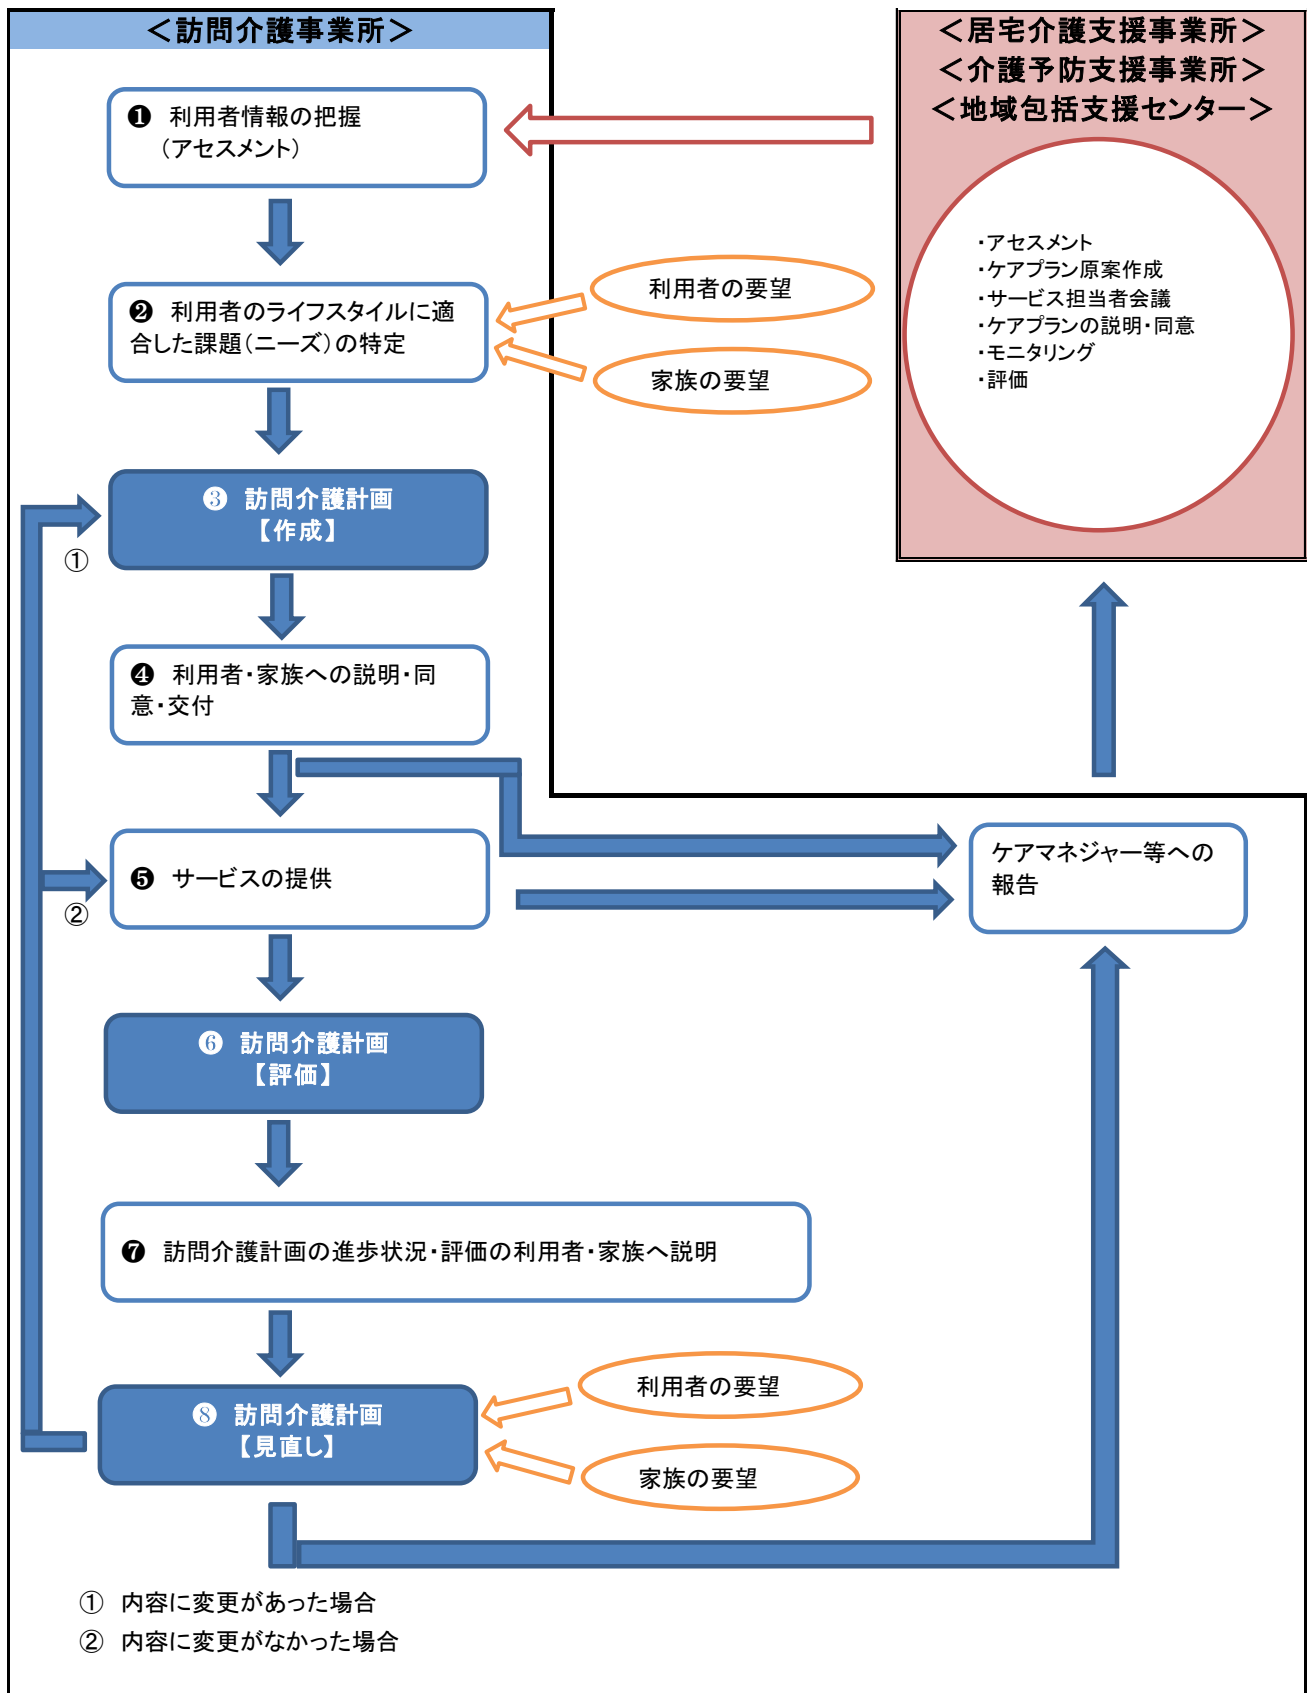 ＜訪問介護事業所＞
＜居宅介護支援事業所＞
＜介護予防支援事業所＞
＜地域包括支援センター＞
❶ 利用者情報の把握
（アセスメント）
・アセスメント
・ケアプラン原案作成
・サービス担当者会議
・ケアプランの説明・同意
・モニタリング
・評価
❷ 利用者のライフスタイルに適
合した課題（ニーズ）の特定
利用者の要望
家族の要望
❸ 訪問介護計画
【作成】
①
❹ 利用者・家族への説明・同
意・交付
❺ サービスの提供
②
ケアマネジャー等への
報告
❻ 訪問介護計画
【評価】
❼ 訪問介護計画の進歩状況・評価の利用者・家族へ説明
❽ 訪問介護計画
【見直し】
利用者の要望
家族の要望
① 内容に変更があった場合
② 内容に変更がなかった場合